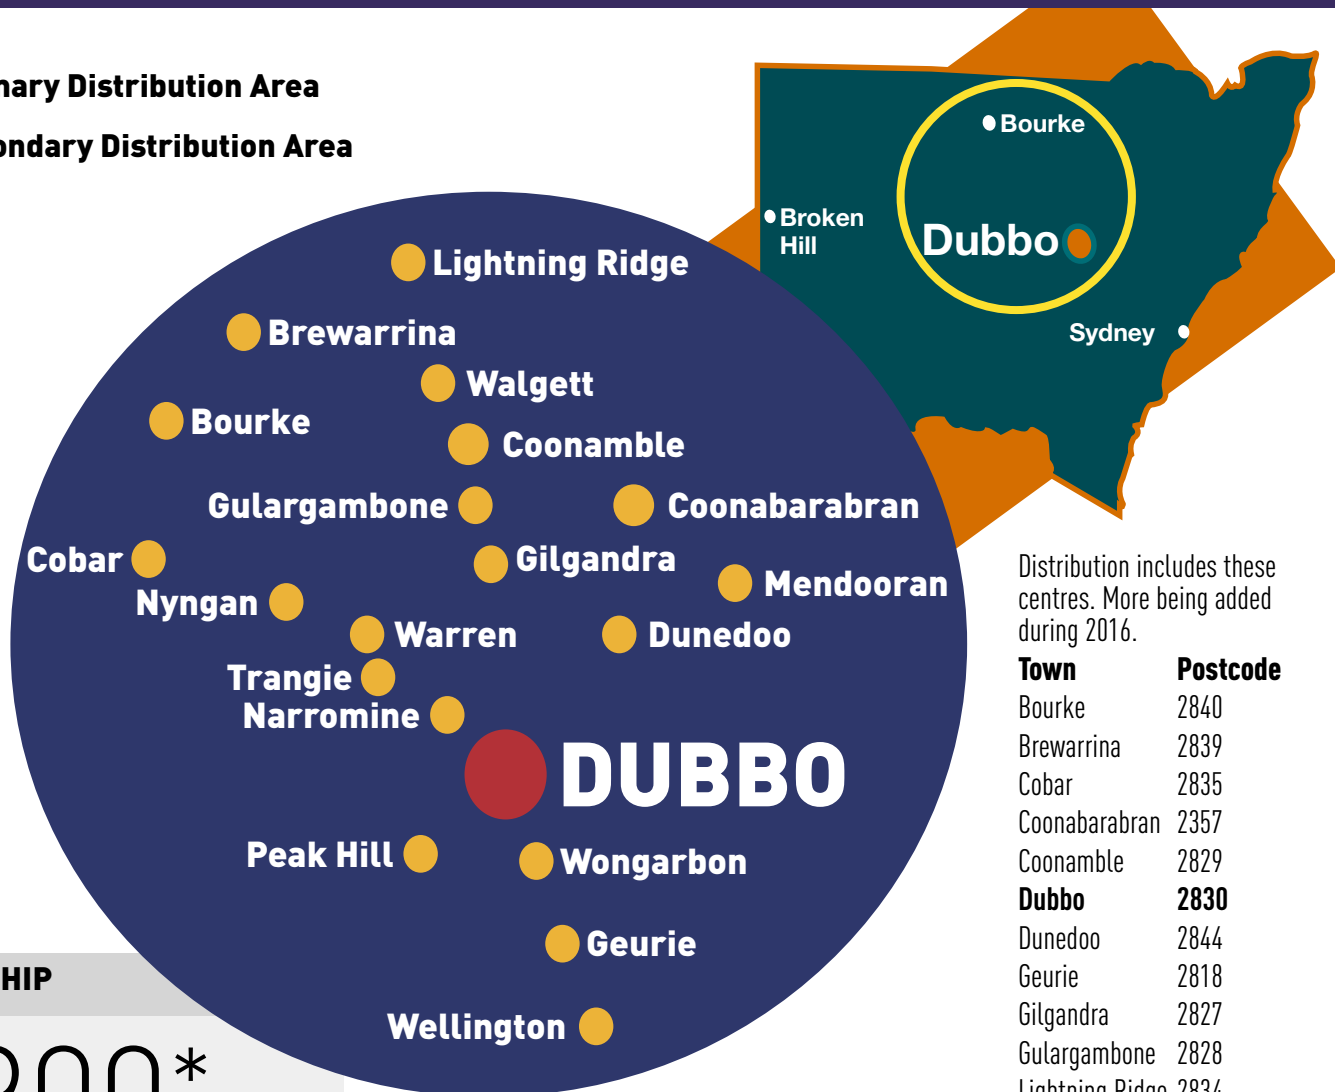 Distribution Area
Distribution Area
Bourke
Broken
Hill
Dubbo
Sydney
Lightning Ridge
Brewarrina
Walgett
Bourke
Coonamble
Gulargambone
Coonabarabran
Cobar
Gilgandra
Mendooran
Nyngan
Warren
Dunedoo
Trangie
Narromine
DUBBO
Peak Hill
Wongarbon
Geurie
Wellington
Distribution includes these
centres. More being added
during 2016.
Town Postcode
Bourke 2840
Brewarrina 2839
Cobar 2835
Coonabarabran 2357
Coonamble 2829
Dubbo 2830
Dunedoo 2844
Geurie 2818
Gilgandra 2827
Gulargambone 2828
Lightning Ridge 2834